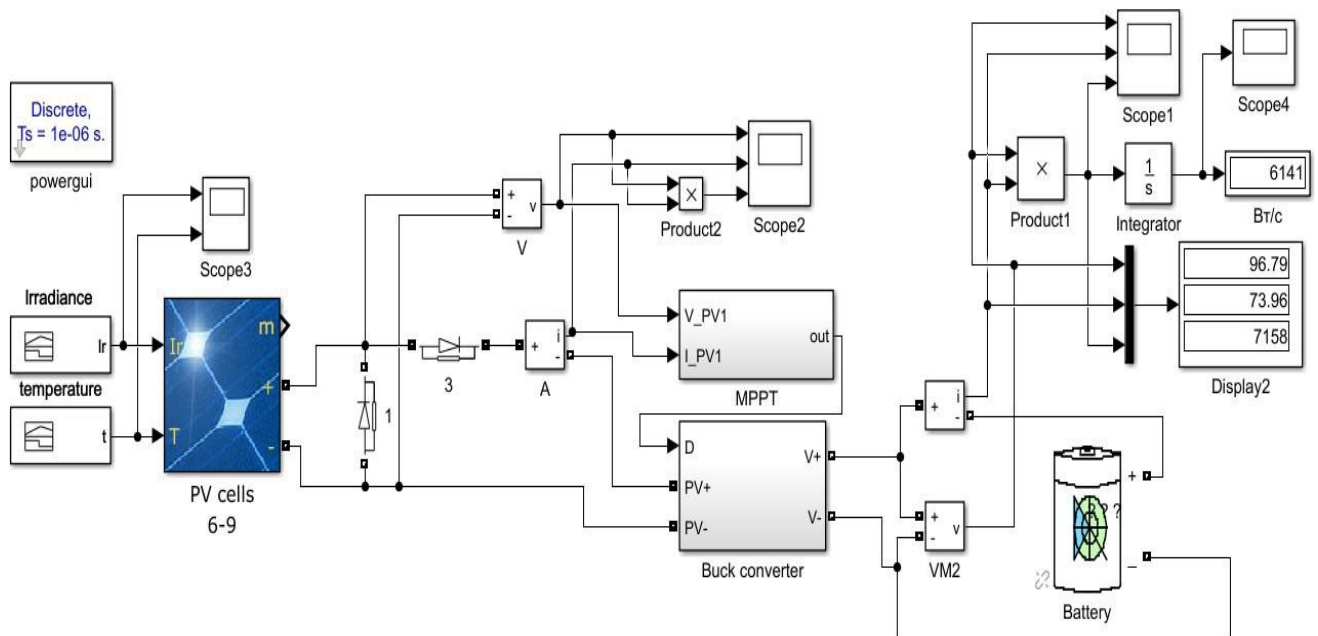 Discrete,
Ts = 1e-06 s.
powergui
Scope3
Irradiance
Ir
temperature
t
Ir
T
m
+
-
PV cells
6-9
1
3
+
-
v
V
+
i
-
A
×
Product2
Scope2
V_PV1
I_PV1
out
MPPT
D
PV+
PV-
V+
V-
Buck converter
+
i
-
+
-
v
VM2
Scope1
Scope4
×
Product1
1
s
Integrator
6141
Вт/с
96.79
73.96
7158
Display2
+
? ? ?
_
Battery